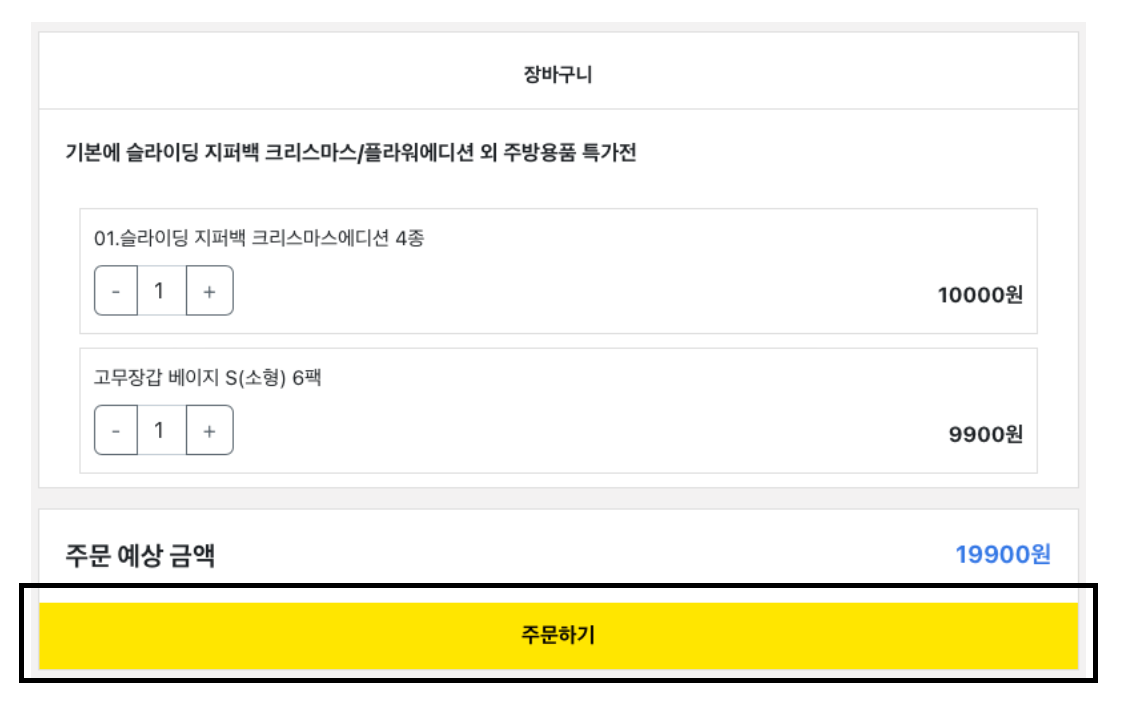 장바구니
기본에 슬라이딩 지퍼백 크리스마스/플라워에디션 외 주방용품 특가전
01.슬라이딩 지퍼백 크리스마스에디션 4종
- 1 +
10000원
고무장갑 베이지 S(소형) 6팩
- 1 +
9900원
주문 예상 금액 19900원
주문하기